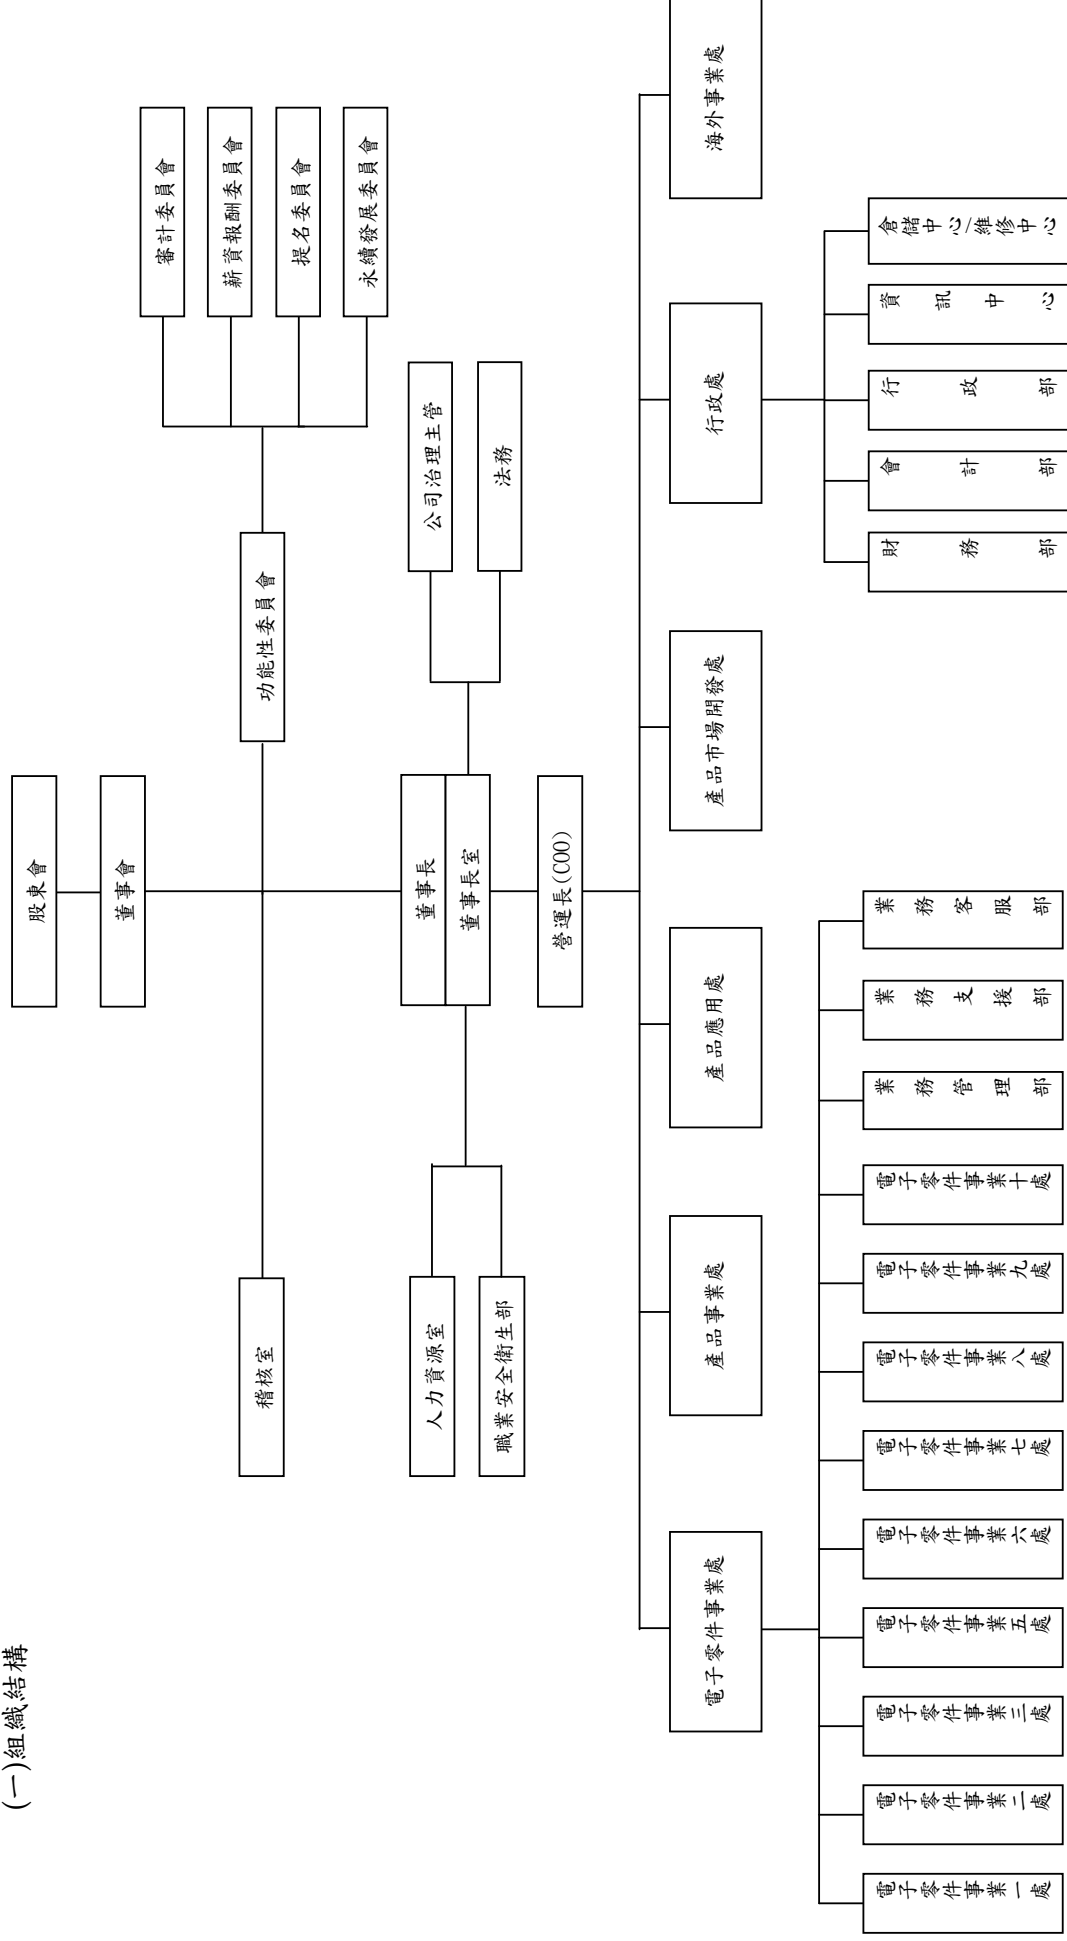 (一)組織結構
股東會
董事會
功能性委員會
審計委員會
薪資報酬委員會
提名委員會
永續發展委員會
稽核室
董事長
董事長室
公司治理主管
法務
人力資源室
職業安全衛生部
營運長(COO)
電子零件事業處
產品事業處
產品應用處
產品市場開發處
行政處
海外事業處
電子零件事業一處
電子零件事業二處
電子零件事業三處
電子零件事業五處
電子零件事業六處
電子零件事業七處
電子零件事業八處
電子零件事業九處
電子零件事業十處
業務管理部
業務支援部
業務客服部
財務部
會計部
行政部
資訊中心
倉儲中心/維修中心